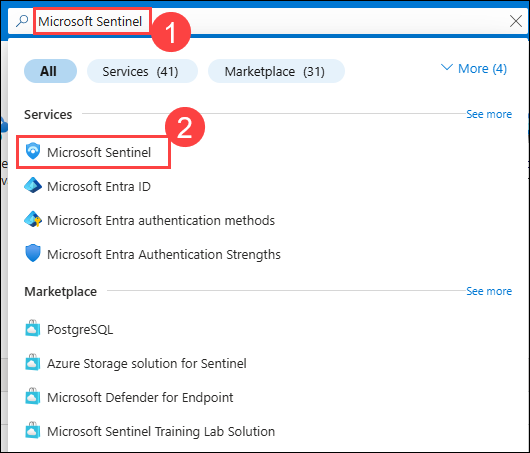 Microsoft Sentinel
1
All Services (41) Marketplace (31) More (4)
Services See more
2
Microsoft Sentinel
Microsoft Entra ID
Microsoft Entra authentication methods
Microsoft Entra Authentication Strengths
Marketplace See more
PostgreSQL
Azure Storage solution for Sentinel
Microsoft Defender for Endpoint
Microsoft Sentinel Training Lab Solution